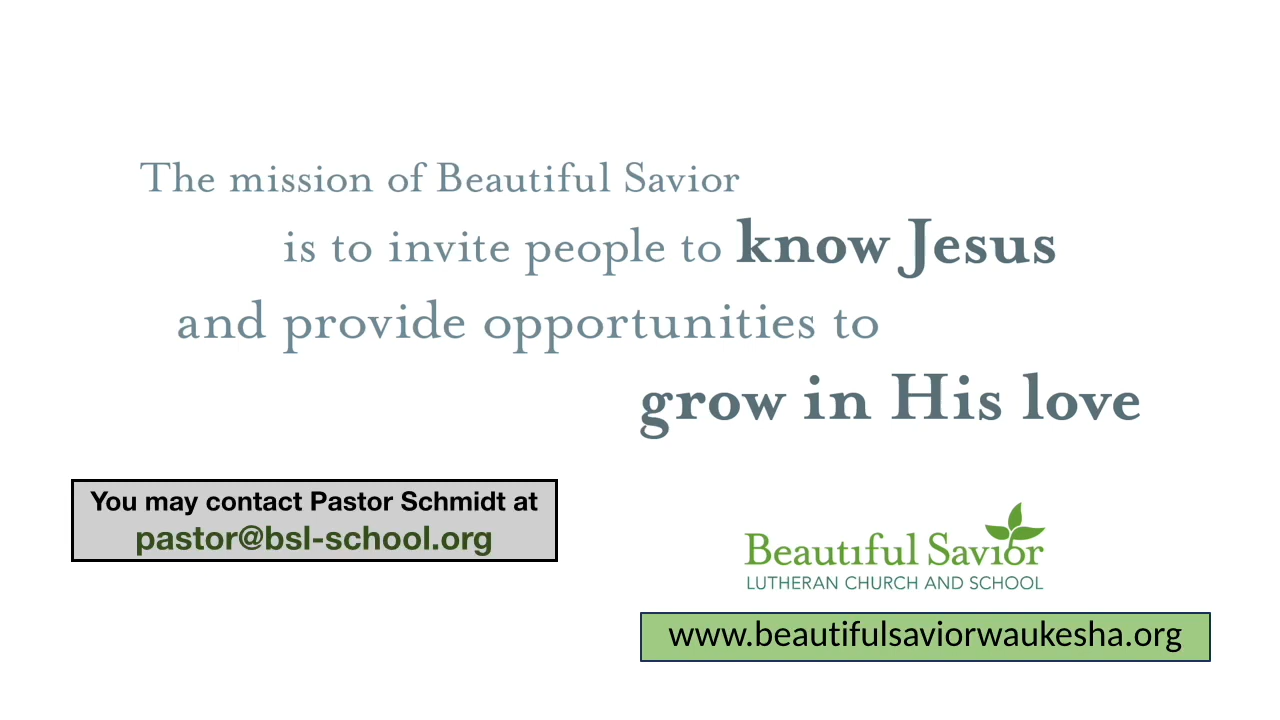 The mission of Beautiful Savior
is to invite people to know Jesus
and provide opportunities to
grow in His love
You may contact Pastor Schmidt at
pastor@bsl-school.org
Beautiful Savior
LUTHERAN CHURCH AND SCHOOL
www.beautifulsaviorwaukesha.org